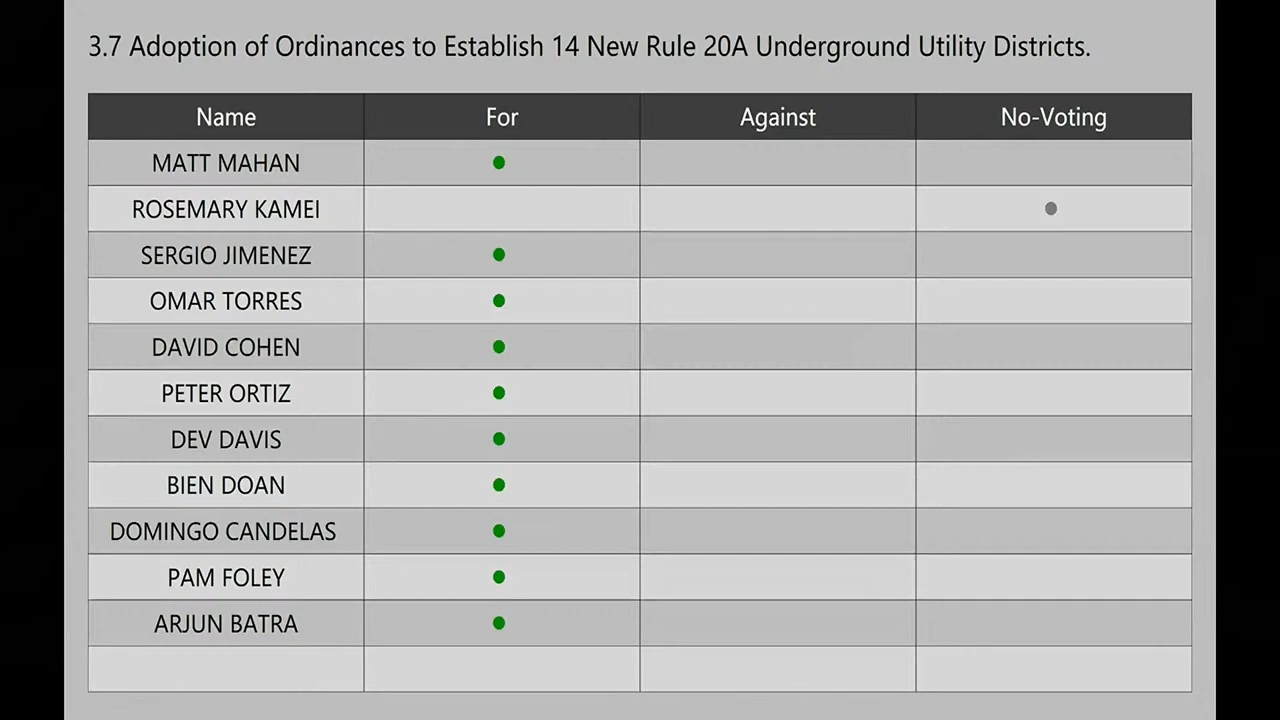 3.7 Adoption of Ordinances to Establish 14 New Rule 20A Underground Utility Districts.
Name For Against No-Voting
MATT MAHAN
ROSEMARY KAMEI
SERGIO JIMENEZ
OMAR TORRES
DAVID COHEN
PETER ORTIZ
DEV DAVIS
BIEN DOAN
DOMINGO CANDELAS
PAM FOLEY
ARJUN BATRA